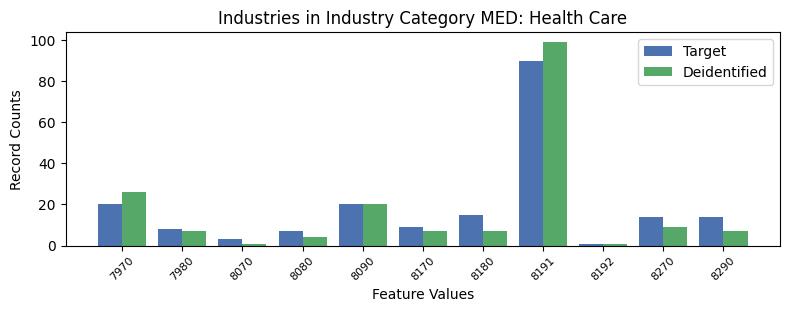 Industries in Industry Category MED: Health Care
Target
Deidentified
Record Counts
100
80
60
40
20
0
7970 7980 8070 8080 8090 8170 8180 8191 8192 8270 8290
Feature Values